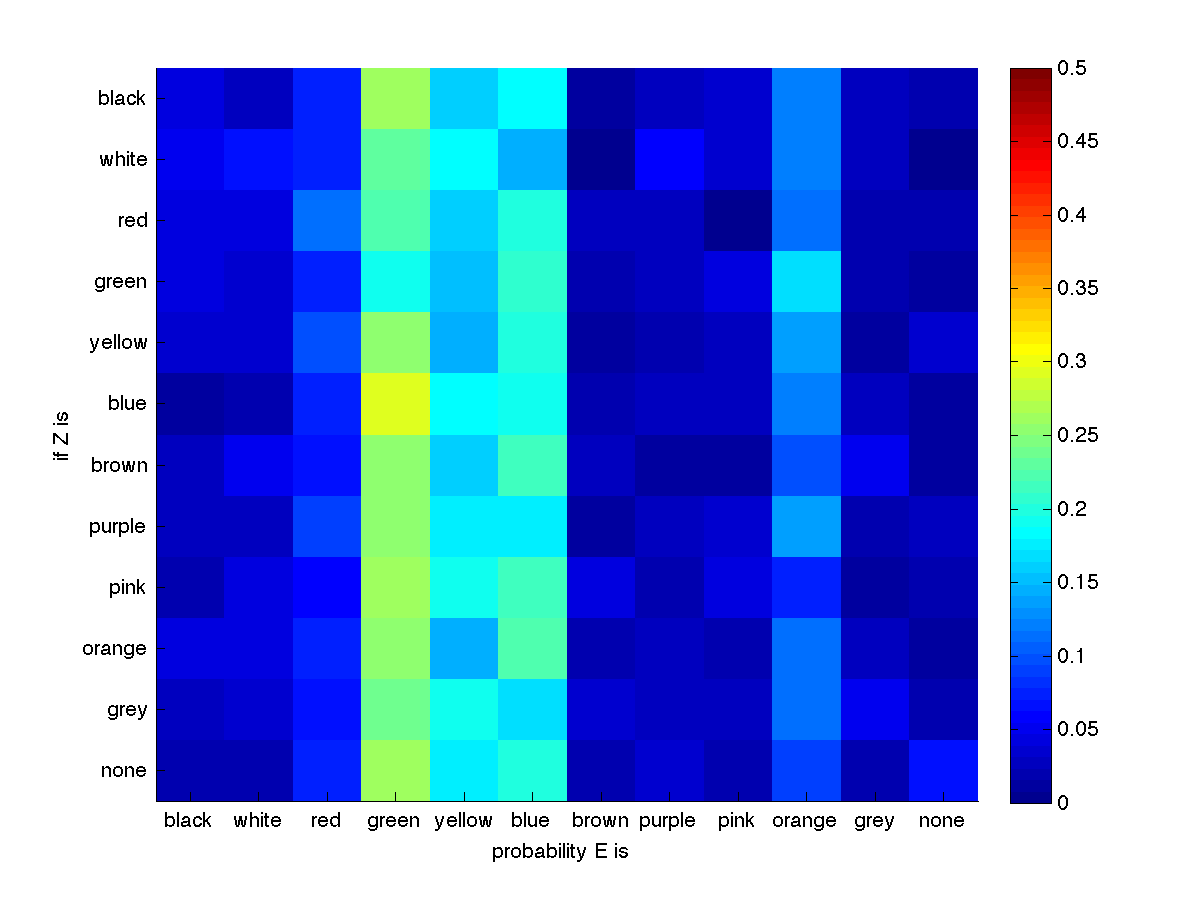 if Z is
black
white
red
green
yellow
blue
brown
purple
pink
orange
grey
none
black white red green yellow blue brown purple pink orange grey none
probability E is
0.5
0.45
0.4
0.35
0.3
0.25
0.2
0.15
0.1
0.05
0